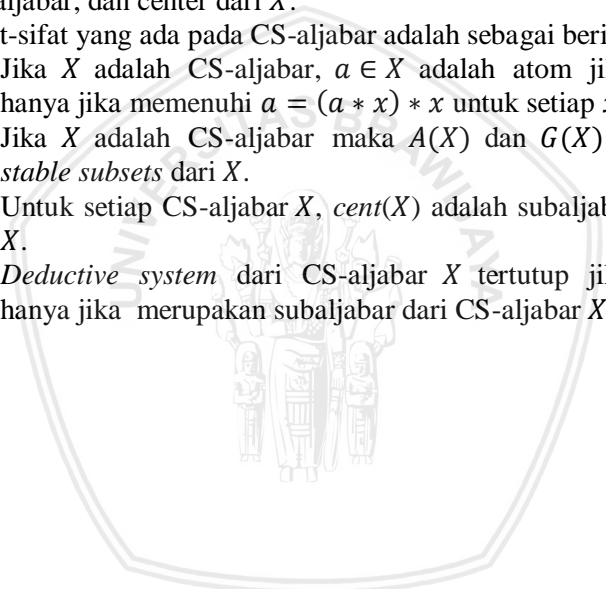 aljabar, dan center dari X.
t-sifat yang ada pada CS-aljabar adalah sebagai beri
Jika X adalah CS-aljabar, a ∈ X adalah atom ji
hanya jika memenuhi a = (a ∗ x) ∗ x untuk setiap x
Jika X adalah CS-aljabar maka A(X) dan G(X)
stable subsets dari X.
Untuk setiap CS-aljabar X, cent(X) adalah subaljab
X.
Deductive system dari CS-aljabar X tertutup ji
hanya jika merupakan subaljabar dari CS-aljabar X
UNIVERSITAS BRAWIJAYA